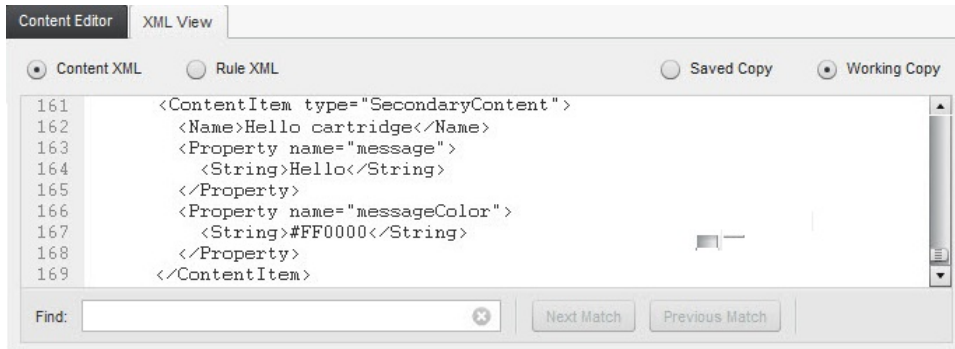 Content Editor XML View
Content XML Rule XML Saved Copy Working Copy
161 <ContentItem type="SecondaryContent">
162 <Name>Hello cartridge</Name>
163 <Property name="message">
164 <String>Hello</String>
165 </Property>
166 <Property name="messageColor">
167 <String>#FF0000</String>
168 </Property>
169 </ContentItem>
Find: Next Match Previous Match